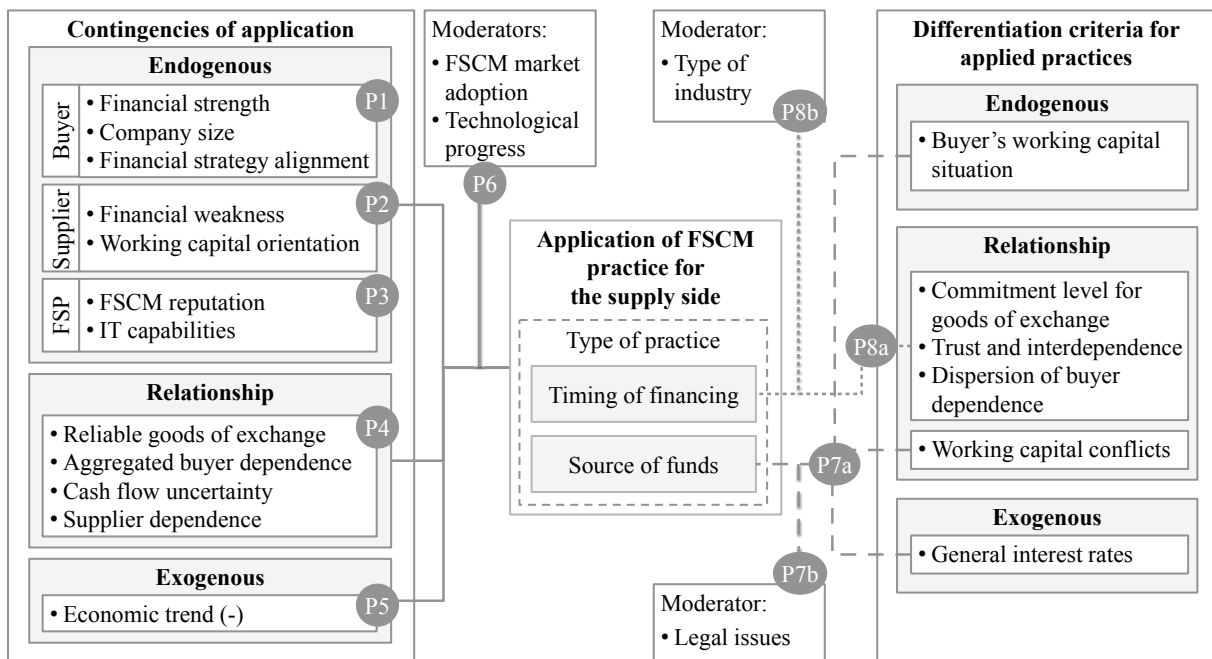 Contingencies of application
Endogenous
Buyer
• Financial strength
• Company size
• Financial strategy alignment
P1
Supplier
• Financial weakness
• Working capital orientation
P2
FSP
• FSCM reputation
• IT capabilities
P3
Relationship
• Reliable goods of exchange
• Aggregated buyer dependence
• Cash flow uncertainty
• Supplier dependence
P4
Exogenous
• Economic trend (-)
P5
Moderators:
• FSCM market
adoption
• Technological
progress
P6
Application of FSCM
practice for
the supply side
Type of practice
Timing of financing
Source of funds
Moderator:
• Type of
industry
P8b
P8a
P7a
P7b
Moderator:
• Legal issues
Differentiation criteria for
applied practices
Endogenous
• Buyer’s working capital
situation
Relationship
• Commitment level for
goods of exchange
• Trust and interdependence
• Dispersion of buyer
dependence
• Working capital conflicts
Exogenous
• General interest rates